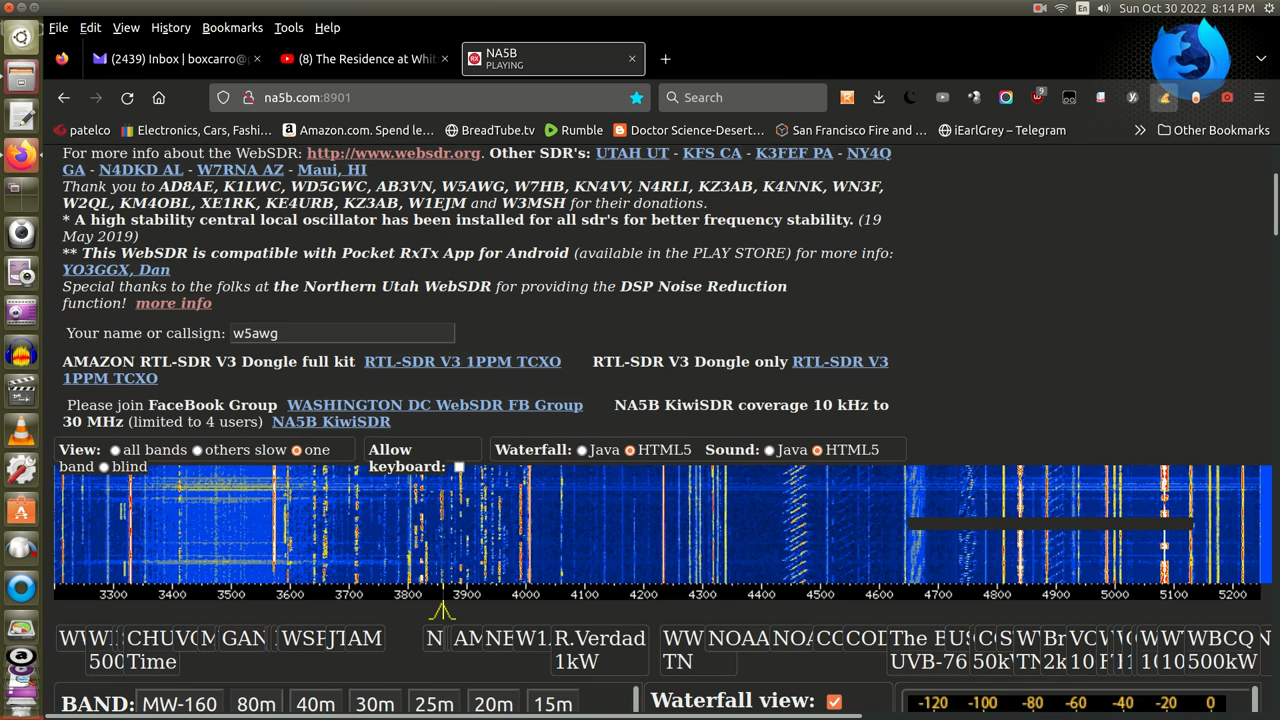 Sun Oct 30 2022 8:14 PM
En
File Edit View History Bookmarks Tools Help
(2439) Inbox | boxcarro@
(8) The Residence at Whit
NA5B
PLAYING
na5b.com:8901
Search
9
patelco
Electronics, Cars, Fashi…
Amazon.com. Spend le…
BreadTube.tv
Rumble
Doctor Science-Desert…
San Francisco Fire and …
iEarlGrey – Telegram
Other Bookmarks
For more info about the WebSDR: http://www.websdr.org. Other SDR's: UTAH UT - KFS CA - K3FEF PA - NY4Q
GA - N4DKD AL - W7RNA AZ - Maui, HI
Thank you to AD8AE, K1LWC, WD5GWC, AB3VN, W5AWG, W7HB, KN4VV, N4RLI, KZ3AB, K4NNK, WN3F,
W2QL, KM4OBL, XE1RK, KE4URB, KZ3AB, W1EJM and W3MSH for their donations.
* A high stability central local oscillator has been installed for all sdr's for better frequency stability. (19
May 2019)
** This WebSDR is compatible with Pocket RxTx App for Android (available in the PLAY STORE) for more info:
YO3GGX, Dan
Special thanks to the folks at the Northern Utah WebSDR for providing the DSP Noise Reduction
function! more info
Your name or callsign: w5awg
AMAZON RTL-SDR V3 Dongle full kit RTL-SDR V3 1PPM TCXO RTL-SDR V3 Dongle only RTL-SDR V3
1PPM TCXO
Please join FaceBook Group WASHINGTON DC WebSDR FB Group NA5B KiwiSDR coverage 10 kHz to
30 MHz (limited to 4 users) NA5B KiwiSDR
View: all bands others slow one
band blind
Allow
keyboard:
Waterfall: Java HTML5 Sound: Java HTML5
3300 3400 3500 3600 3700 3800 3900 4000 4100 4200 4300 4400 4500 4600 4700 4800 4900 5000 5100 5200
CHU
Time
GAN
AM
R.Verdad
1kW
WW
TN
NOAA
The
UVB-76
WBCQ
500kW
BAND: MW-160 80m 40m 25m 20m 15m
Waterfall view:
-120 -100 -80 -60 -40 -20 0